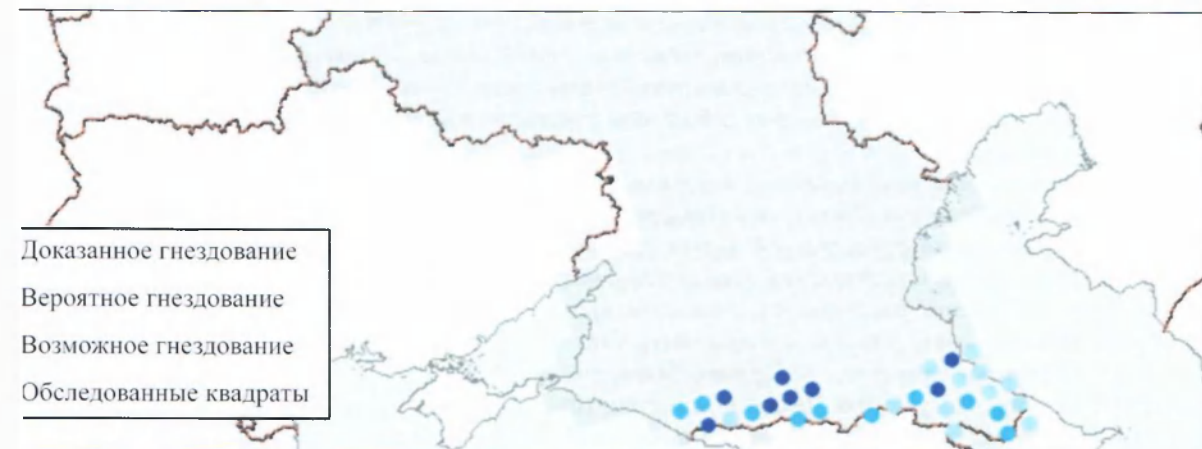 Доказанное гнездование
Вероятное гнездование
Возможное гнездование
Обследованные квадраты